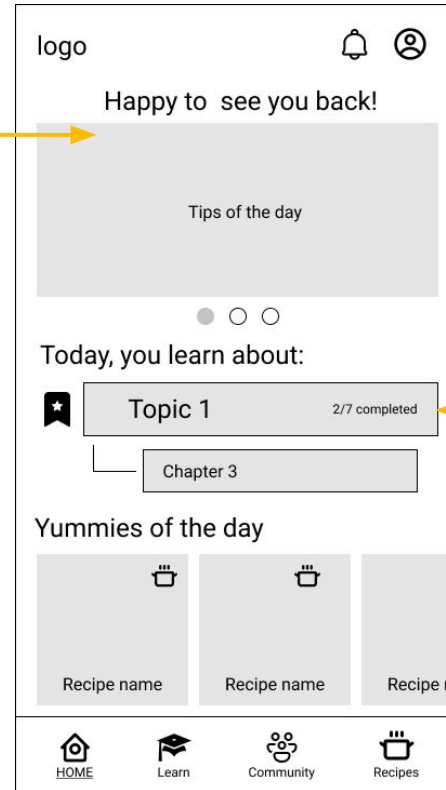 logo
Happy to see you back!
Tips of the day
Today, you learn about:
Topic 1 2/7 completed
Chapter 3
Yummies of the day
Recipe name Recipe name Recipe
HOME Learn Community Recipes